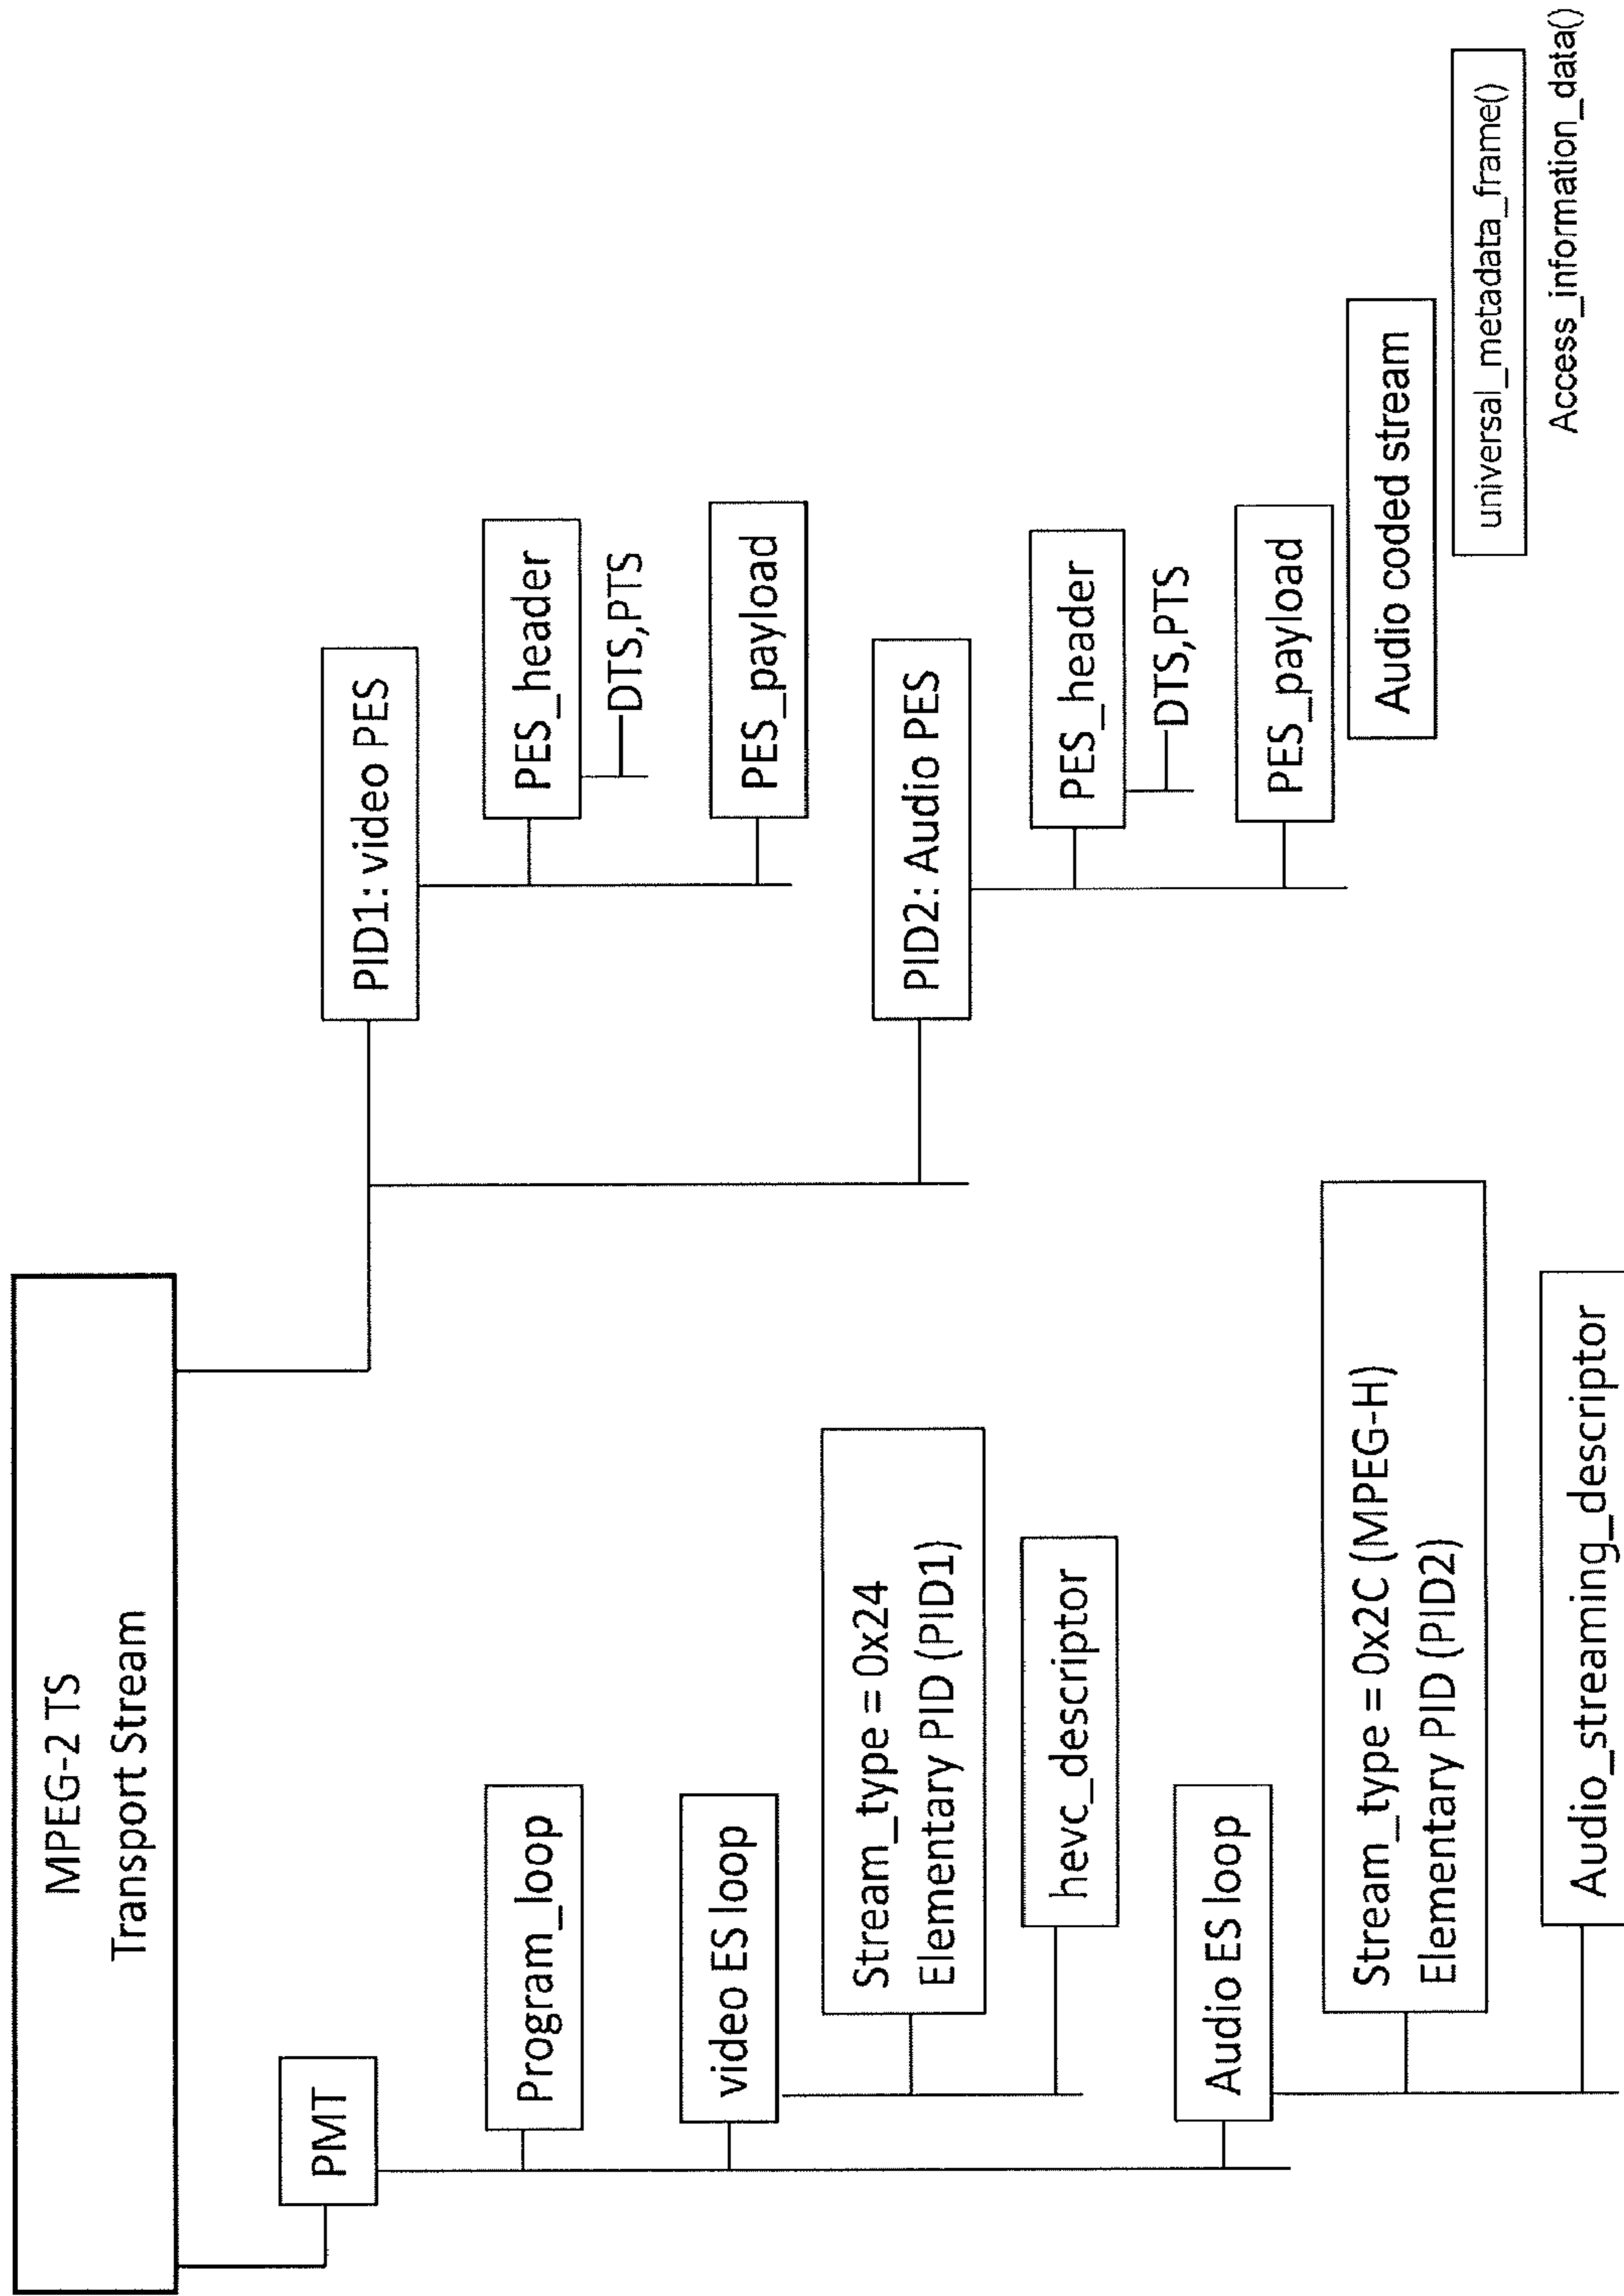 MPEG-2 TS
Transport Stream
PMT
Program_loop
video ES loop
Stream_type = 0x24
Elementary PID (PID1)
hevc_descriptor
Audio ES loop
Stream_type = 0x2C (MPEG-H)
Elementary PID (PID2)
Audio_streaming_descriptor
PID1: video PES
PES_header
DTS,PTS
PES_payload
PID2: Audio PES
PES_header
DTS,PTS
PES_payload
Audio coded stream
universal_metadata_frame()
Access_information_data()